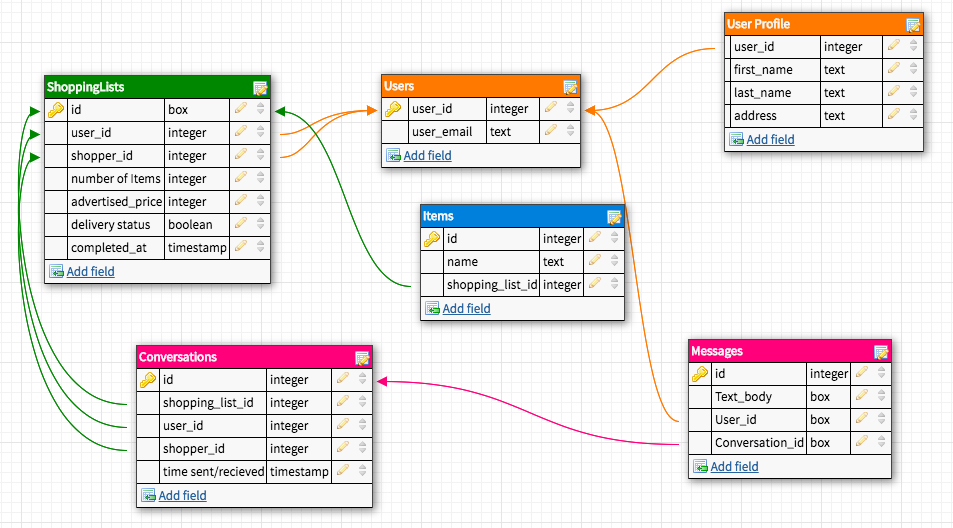 User Profile
user_id integer
first_name text
last_name text
address text
Add field
ShoppingLists
id box
user_id integer
shopper_id integer
number of Items integer
advertised_price integer
delivery status boolean
completed_at timestamp
Add field
Users
user_id integer
user_email text
Add field
Items
id integer
name text
shopping_list_id integer
Add field
Conversations
id integer
shopping_list_id integer
user_id integer
shopper_id integer
time sent/recieved timestamp
Add field
Messages
id integer
Text_body box
User_id box
Conversation_id box
Add field